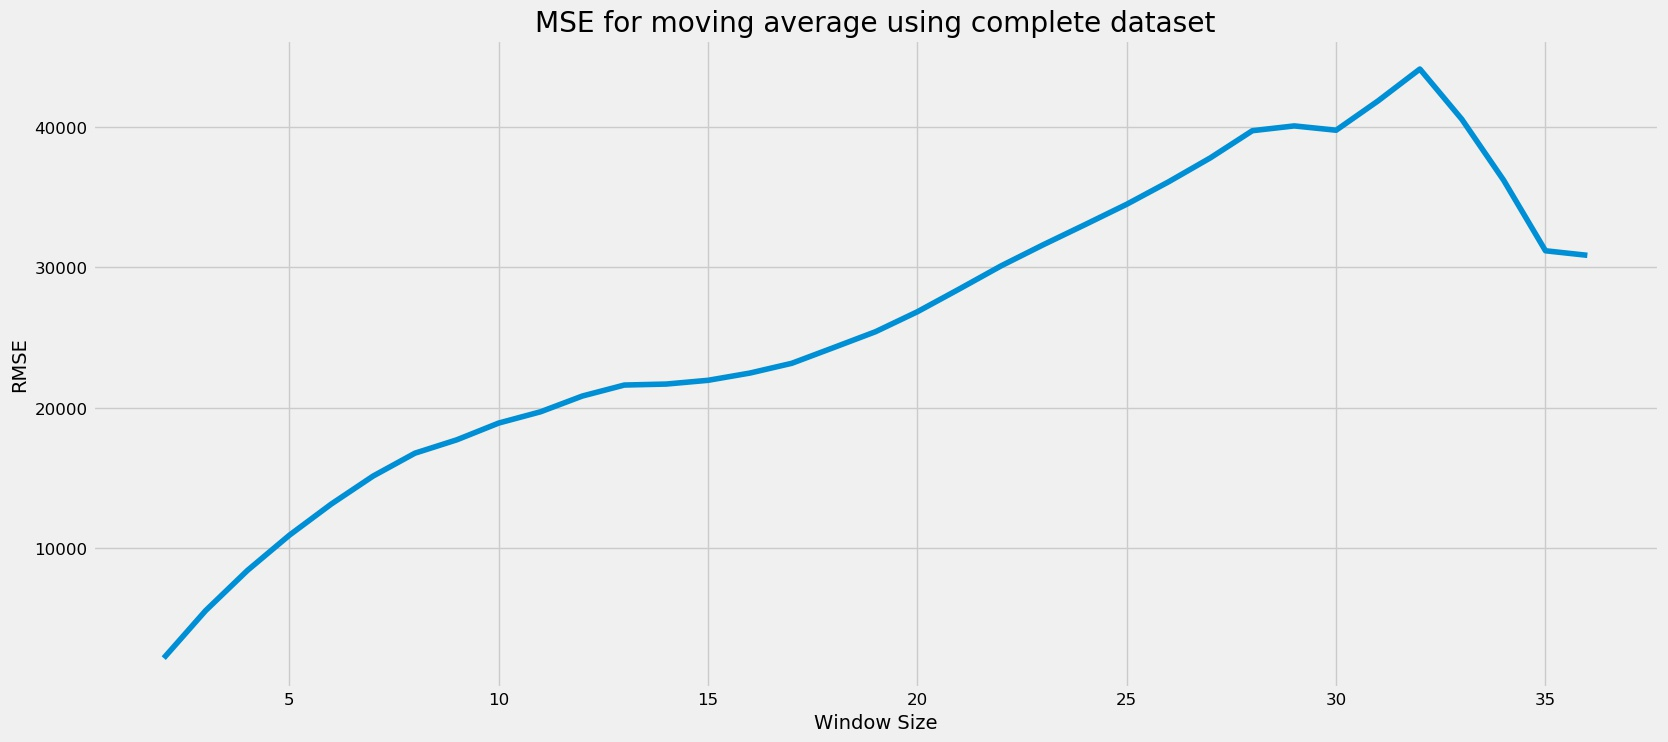 MSE for moving average using complete dataset
RMSE
40000
30000
20000
10000
5 10 15 20 25 30 35
Window Size